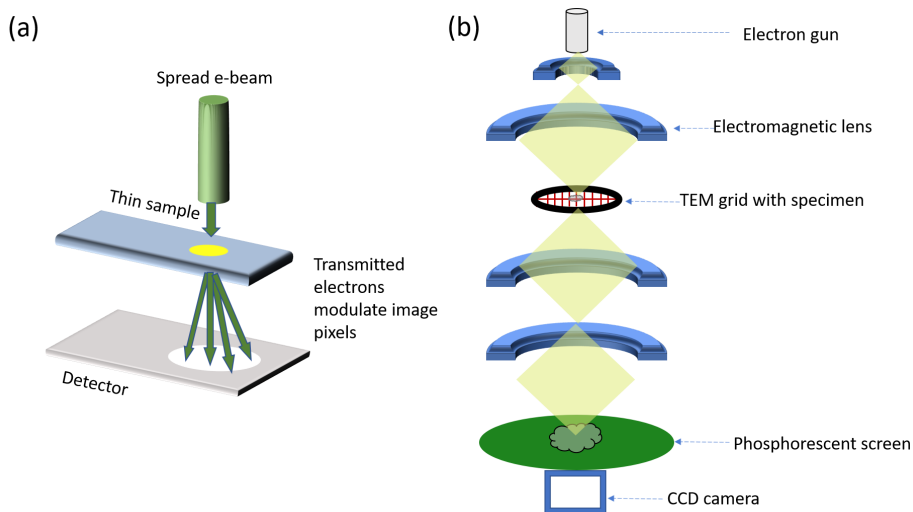 (a)
Spread e-beam
Thin sample
Transmitted
electrons
modulate image
pixels
Detector
(b)
Electron gun
Electromagnetic lens
TEM grid with specimen
Phosphorescent screen
CCD camera